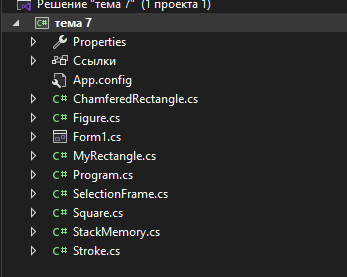 Решение "тема 7" (1 проекта 1)
тема 7
Properties
Ссылки
App.config
ChamferedRectangle.cs
Figure.cs
Form1.cs
MyRectangle.cs
Program.cs
SelectionFrame.cs
Square.cs
StackMemory.cs
Stroke.cs